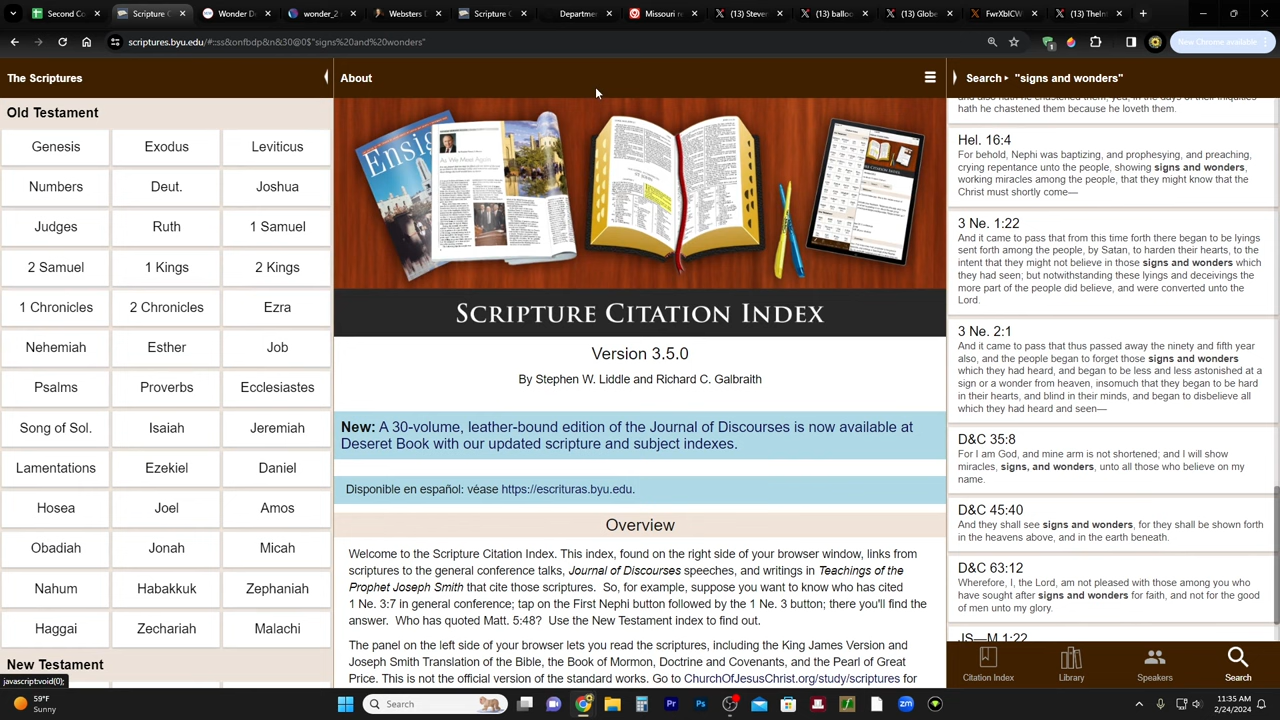 Second Co
Scripture C
Wonder De
wonder_2
Websters D
Scripture C
Departme
Missouri re
(13) Stever
(13) balloo
(13) Globe
FwrXblCW
(13) Their
scriptures.byu.edu/#::ss&onfbdp&n&30@0$"signs%20and%20wonders"
New Chrome available
The Scriptures
Old Testament
Genesis Exodus Leviticus
Numbers Deut. Joshua
Judges Ruth 1 Samuel
2 Samuel 1 Kings 2 Kings
1 Chronicles 2 Chronicles Ezra
Nehemiah Esther Job
Psalms Proverbs Ecclesiastes
Song of Sol. Isaiah Jeremiah
Lamentations Ezekiel Daniel
Hosea Joel Amos
Obadiah Jonah Micah
Nahum Habakkuk Zephaniah
Haggai Zechariah Malachi
New Testament
javascript:void(0);
About
Ensign
As We Meet Again
SCRIPTURE CITATION INDEX
Version 3.5.0
By Stephen W. Liddle and Richard C. Galbraith
New: A 30-volume, leather-bound edition of the Journal of Discourses is now available at
Deseret Book with our updated scripture and subject indexes.
Disponible en español: véase https://escrituras.byu.edu.
Overview
Welcome to the Scripture Citation Index. This index, found on the right side of your browser window, links from
scriptures to the general conference talks, Journal of Discourses speeches, and writings in Teachings of the
Prophet Joseph Smith that cite those scriptures. So, for example, suppose you want to know who has cited
1 Ne. 3:7 in general conference; tap on the First Nephi button followed by the 1 Ne. 3 button; there you'll find the
answer. Who has quoted Matt. 5:48? Use the New Testament index to find out.
The panel on the left side of your browser lets you read the scriptures, including the King James Version and
Joseph Smith Translation of the Bible, the Book of Mormon, Doctrine and Covenants, and the Pearl of Great
Price. This is not the official version of the standard works. Go to ChurchOfJesusChrist.org/study/scriptures for
Search ▸ "signs and wonders"
and also hath he chastened them; yea, in the days of their iniquities
hath he chastened them because he loveth them.
Hel. 16:4
For behold, Nephi was baptizing, and prophesying, and preaching,
crying repentance unto the people, showing signs and wonders,
working miracles among the people, that they might know that the
Christ must shortly come—
3 Ne. 1:22
And it came to pass that from this time forth there began to be lyings
sent forth among the people, by Satan, to harden their hearts, to the
intent that they might not believe in those signs and wonders which
they had seen; but notwithstanding these lyings and deceivings the
more part of the people did believe, and were converted unto the
Lord.
3 Ne. 2:1
And it came to pass that thus passed away the ninety and fifth year
also, and the people began to forget those signs and wonders
which they had heard, and began to be less and less astonished at a
sign or a wonder from heaven, insomuch that they began to be hard
in their hearts, and blind in their minds, and began to disbelieve all
which they had heard and seen—
D&C 35:8
For I am God, and mine arm is not shortened; and I will show
miracles, signs, and wonders, unto all those who believe on my
name.
D&C 45:40
And they shall see signs and wonders, for they shall be shown forth
in the heavens above, and in the earth beneath.
D&C 63:12
Wherefore, I, the Lord, am not pleased with those among you who
have sought after signs and wonders for faith, and not for the good
of men unto my glory.
JS—M 1:22
Citation Index
Library
Speakers
Search
59°F
Sunny
Search
11:35 AM
2/24/2024